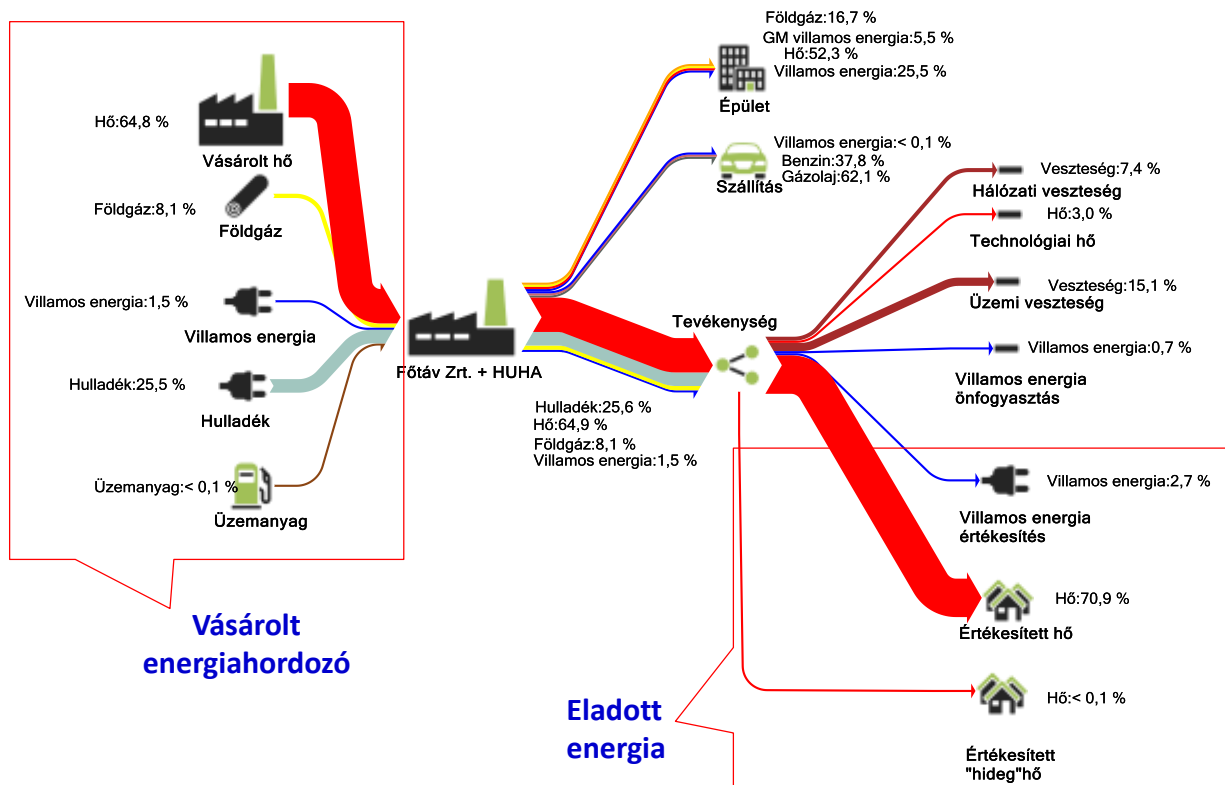 Hő:64,8 %
Vásárolt hő
Földgáz:8,1 %
Földgáz
Villamos energia:1,5 %
Villamos energia
Hulladék:25,5 %
Hulladék
Üzemanyag:< 0,1 %
Üzemanyag
Vásárolt
energiahordozó
Főtáv Zrt. + HUHA
Földgáz:16,7 %
GM villamos energia:5,5 %
Hő:52,3 %
Villamos energia:25,5 %
Épület
Villamos energia:< 0,1 %
Benzin:37,8 %
Gázolaj:62,1 %
Szállítás
Hulladék:25,6 %
Hő:64,9 %
Földgáz:8,1 %
Villamos energia:1,5 %
Tevékenység
Veszteség:7,4 %
Hálózati veszteség
Hő:3,0 %
Technológiai hő
Veszteség:15,1 %
Üzemi veszteség
Villamos energia:0,7 %
Villamos energia
önfogyasztás
Villamos energia:2,7 %
Villamos energia
értékesítés
Hő:70,9 %
Értékesített hő
Hő:< 0,1 %
Értékesített
"hideg"hő
Eladott
energia